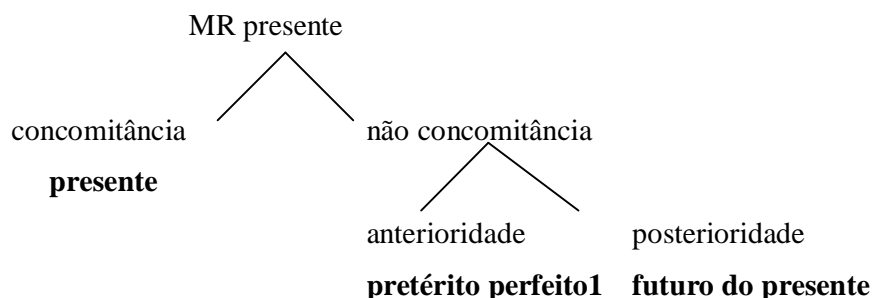 MR presente
concomitância não concomitância
presente
anterioridade posterioridade
pretérito perfeito1 futuro do presente